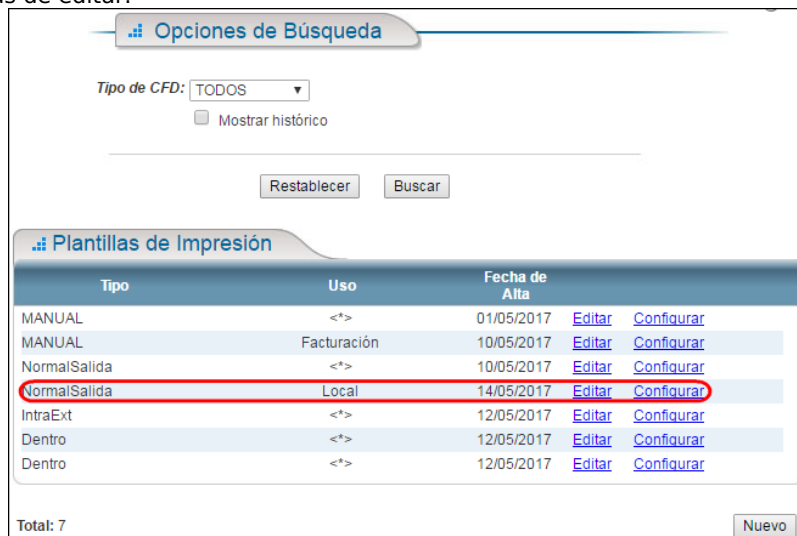 as de editar.
Opciones de Búsqueda
Tipo de CFD: TODOS ▼
Mostrar histórico
Restablecer Buscar
Plantillas de Impresión
Tipo Uso Fecha de Alta
MANUAL <*> 01/05/2017 Editar Configurar
MANUAL Facturación 10/05/2017 Editar Configurar
NormalSalida <*> 10/05/2017 Editar Configurar
NormalSalida Local 14/05/2017 Editar Configurar
IntraExt <*> 12/05/2017 Editar Configurar
Dentro <*> 12/05/2017 Editar Configurar
Dentro <*> 12/05/2017 Editar Configurar
Total: 7 Nuevo